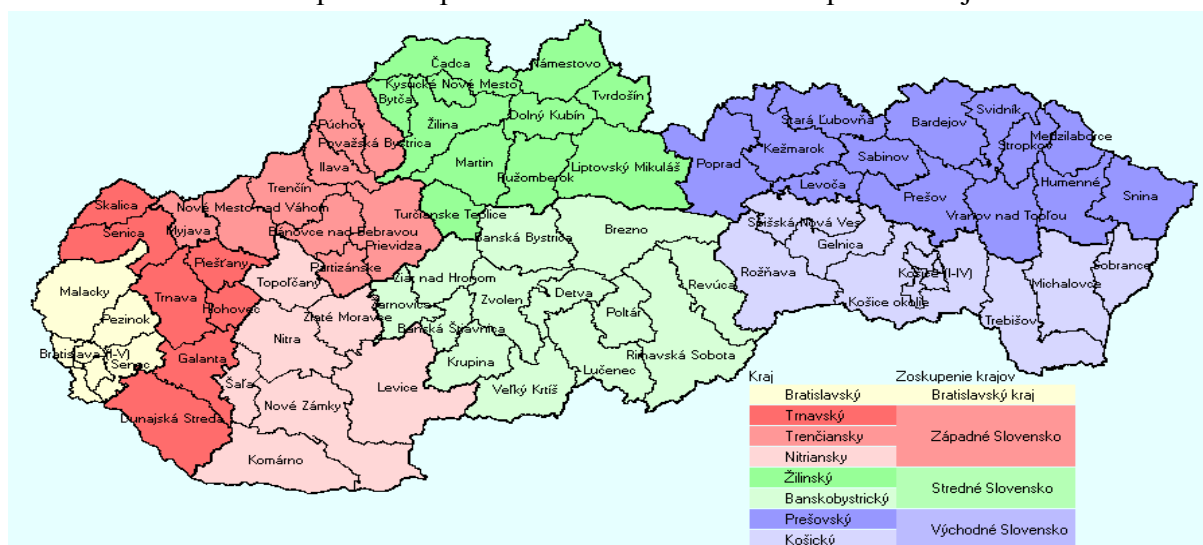 Čadca
Námestovo
Kysucké Nové Mesto
Bytča
Tvrdošín
Dolný Kubín
Žilina
Púchov
Považská Bystrica
Ilava
Martin
Ružomberok
Liptovský Mikuláš
Turčianske Teplice
Svidník
Stará Ľubovňa
Bardejov
Medzilaborce
Stropkov
Kežmarok
Sabinov
Poprad
Levoča
Prešov
Humenné
Snina
Vranov nad Topľou
Trenčín
Nové Mesto nad Váhom
Myjava
Bánovce nad Bebravou
Prievidza
Partizánske
Skalica
Senica
Piešťany
Trnava
Hlohovec
Galanta
Dunajská Streda
Malacky
Pezinok
Bratislava (I-V)
Senec
Topoľčany
Zlaté Moravce
Nitra
Šaľa
Nové Zámky
Levice
Komárno
Banská Bystrica
Brezno
Žiar nad Hronom
Žarnovica
Zvolen
Detva
Revúca
Poltár
Banská Štiavnica
Krupina
Rimavská Sobota
Lučenec
Veľký Krtíš
Spišská Nová Ves
Gelnica
Rožňava
Košice (I-IV)
Košice okolie
Sobrance
Michalovce
Trebišov
Kraj Zoskupenie krajov
Bratislavský Bratislavský kraj
Trnavský
Trenčiansky Západné Slovensko
Nitriansky
Žilinský
Stredné Slovensko
Banskobystrický
Prešovský
Východné Slovensko
Košický